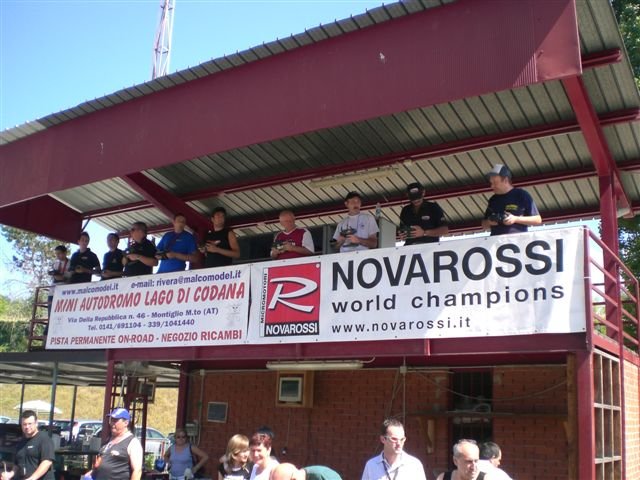 www.malcomodel.it e-mail: rivera@malcomodel.it
MINI AUTODROMO LAGO DI CODANA
Via Della Repubblica n. 46 - Montiglio M.to (AT)
Tel. 0141/691104 - 339/1041440
PISTA PERMANENTE ON-ROAD - NEGOZIO RICAMBI
MICROMOTOR
R
NOVAROSSI
NOVAROSSI
world champions
www.novarossi.it